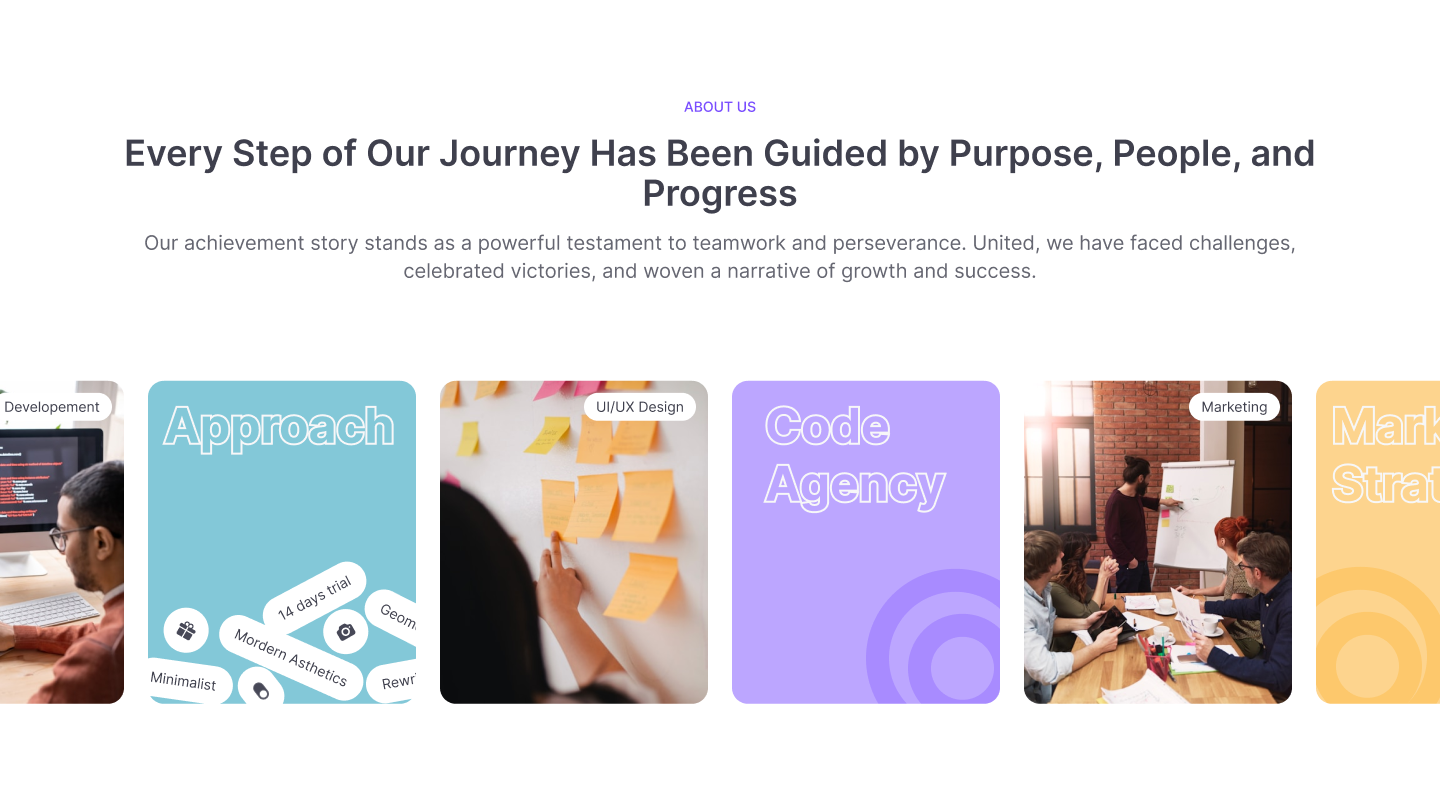 ABOUT US
Every Step of Our Journey Has Been Guided by Purpose, People, and
Progress
Our achievement story stands as a powerful testament to teamwork and perseverance. United, we have faced challenges,
celebrated victories, and woven a narrative of growth and success.
Developement
Approach
14 days trial
Geom
Mordern Asthetics
Minimalist
Rewr
UI/UX Design
Code
Agency
Marketing
Mark
Strat